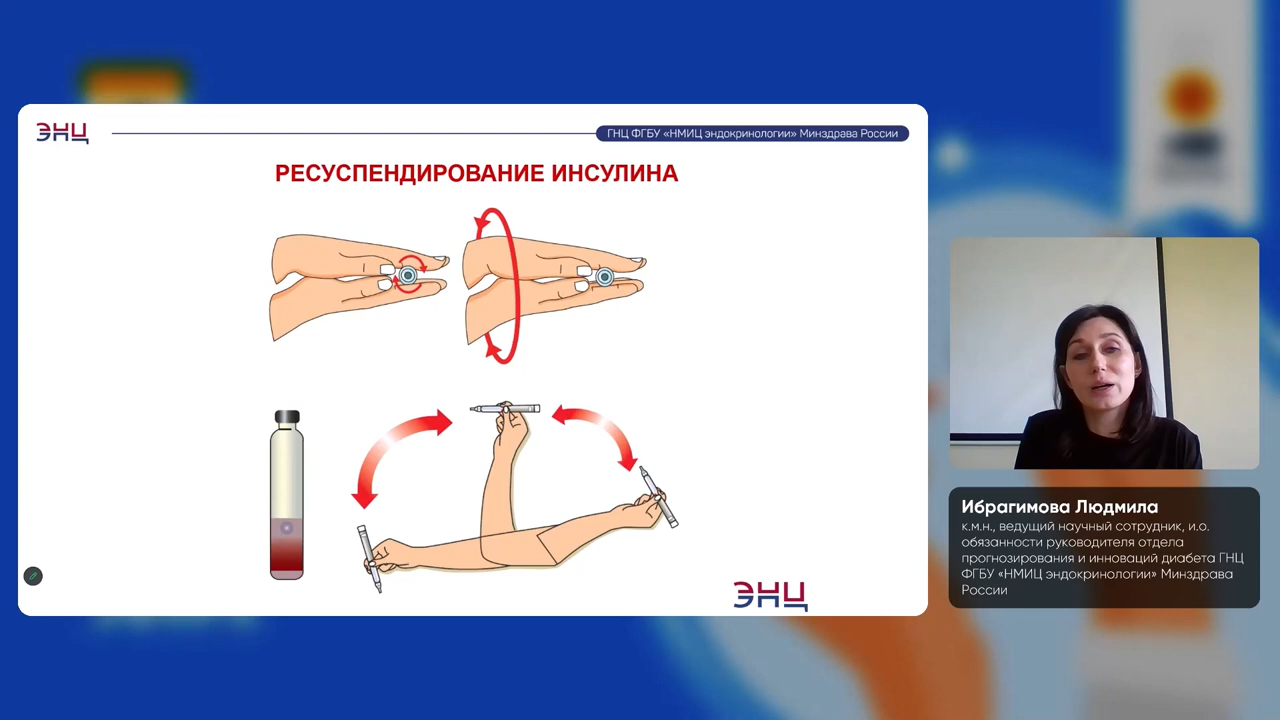 ЭНЦ
ГНЦ ФГБУ «НМИЦ эндокринологии» Минздрава России
РЕСУСПЕНДИРОВАНИЕ ИНСУЛИНА
ЭНЦ
Ибрагимова Людмила
к.м.н., ведущий научный сотрудник, и.о.
обязанности руководителя отдела
прогнозирования и инноваций диабета ГНЦ
ФГБУ «НМИЦ эндокринологии» Минздрава
России